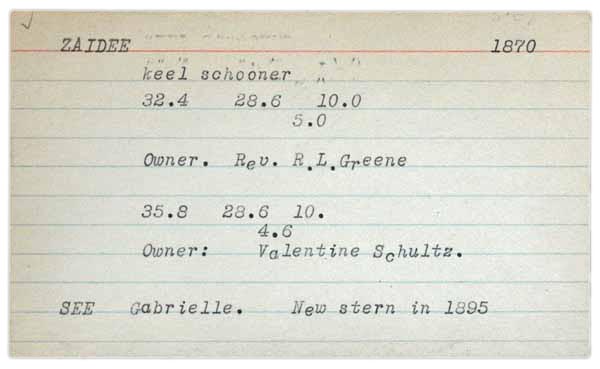 ZAIDEE 1870
keel schooner
32.4 28.6 10.0
5.0
Owner. Rev. R.L.Greene
35.8 28.6 10.
4.6
Owner: Valentine Schultz.
SEE Gabrielle. New stern in 1895